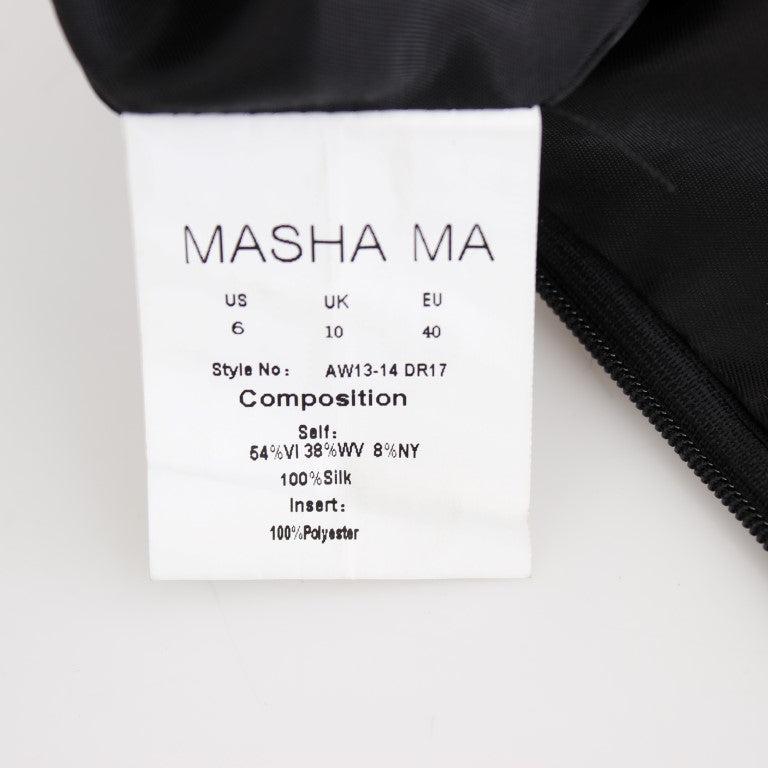 MASHA MA
US UK EU
6 10 40
Style No: AW13-14 DR17
Composition
Self:
54%VI 38%WV 8%NY
100%Silk
Insert:
100%Polyester